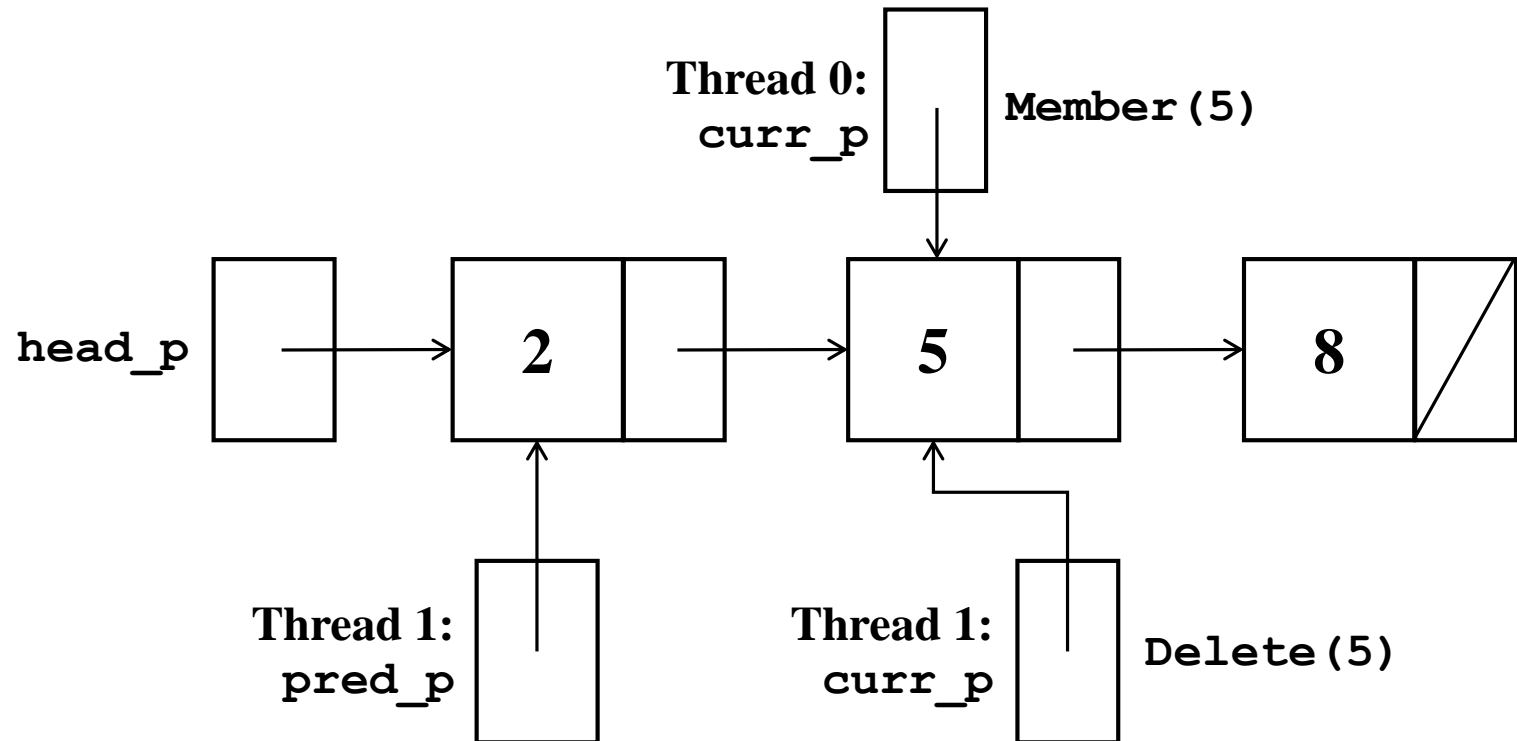 Thread 0:
curr_p
Member(5)
head_p
2
5
8
Thread 1:
pred_p
Thread 1:
curr_p
Delete(5)